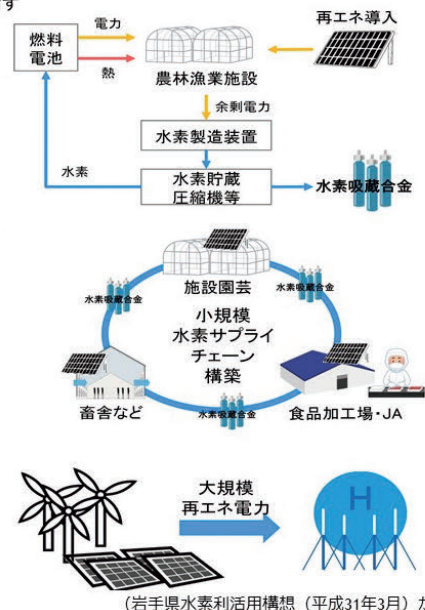 す
電力
再エネ導入
燃料
電池
熱
農林漁業施設
余剰電力
水素製造装置
水素
水素貯蔵
圧縮機等
水素吸蔵合金
施設園芸
水素吸蔵合金
水素吸蔵合金
小規模
水素サプライ
チェーン
構築
畜舎など
水素吸蔵合金
食品加工場・JA
大規模
再エネ電力
H
(岩手県水素利活用構想（平成31年3月）か